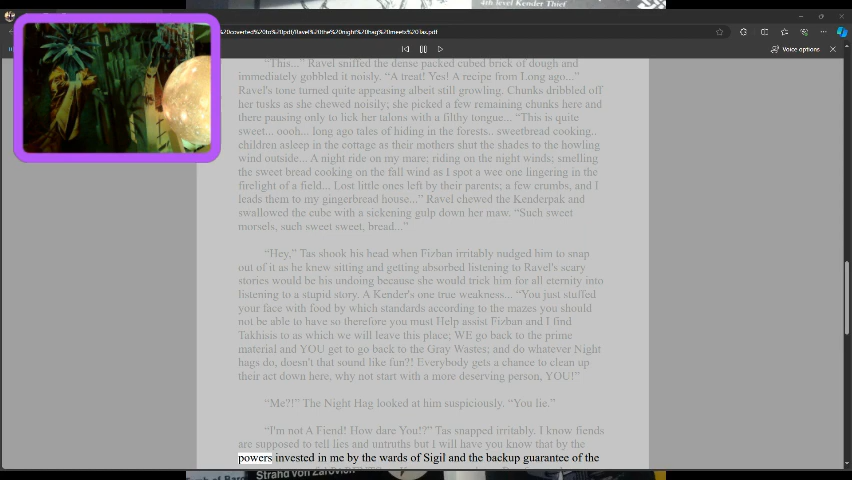 4th level Kender Thief
%20coverted%20to%20pdf/Ravel%20the%20night%20hag%20meets%20Tas.pdf
Voice options
"This..." Ravel sniffed the dense packed cubed brick of dough and
immediately gobbled it noisily. "A treat! Yes! A recipe from Long ago..."
Ravel's tone turned quite appeasing albeit still growling. Chunks dribbled off
her tusks as she chewed noisily; she picked a few remaining chunks here and
there pausing only to lick her talons with a filthy tongue... "This is quite
sweet... oooh... long ago tales of hiding in the forests.. sweetbread cooking..
children asleep in the cottage as their mothers shut the shades to the howling
wind outside... A night ride on my mare; riding on the night winds; smelling
the sweet bread cooking on the fall wind as I spot a wee one lingering in the
firelight of a field... Lost little ones left by their parents; a few crumbs, and I
leads them to my gingerbread house..." Ravel chewed the Kenderpak and
swallowed the cube with a sickening gulp down her maw. "Such sweet
morsels, such sweet sweet, bread..."
"Hey," Tas shook his head when Fizban irritably nudged him to snap
out of it as he knew sitting and getting absorbed listening to Ravel's scary
stories would be his undoing because she would trick him for all eternity into
listening to a stupid story. A Kender's one true weakness... "You just stuffed
your face with food by which standards according to the mazes you should
not be able to have so therefore you must Help assist Fizban and I find
Takhisis to as which we will leave this place; WE go back to the prime
material and YOU get to go back to the Gray Wastes; and do whatever Night
hags do, doesn't that sound like fun?! Everybody gets a chance to clean up
their act down here, why not start with a more deserving person, YOU!"
"Me?!" The Night Hag looked at him suspiciously. "You lie."
"I'm not A Fiend! How dare You!?" Tas snapped irritably, I know fiends
are supposed to tell lies and untruths but I will have you know that by the
powers invested in me by the wards of Sigil and the backup guarantee of the
Strahd von Zarovich